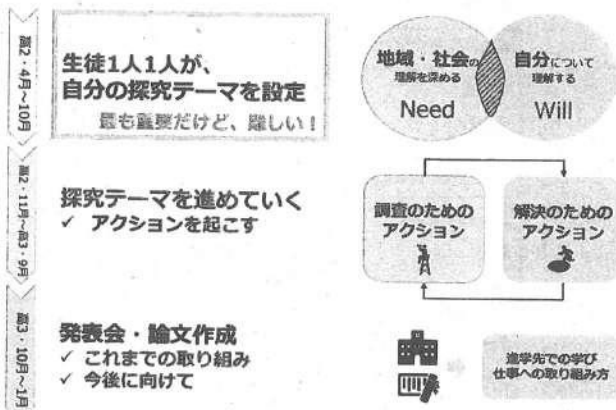 高2・4月~10月
生徒1人1人が、
自分の探究テーマを設定
最も重要だけど、難しい！
地域・社会の
理解を深める
Need
自分について
理解する
Will
高2・11月~高3・9月
探究テーマを進めていく
✓ アクションを起こす
調査のための
アクション
解決のための
アクション
高3・10月~1月
発表会・論文作成
✓ これまでの取り組み
✓ 今後に向けて
進学先での学び
仕事への取り組み方